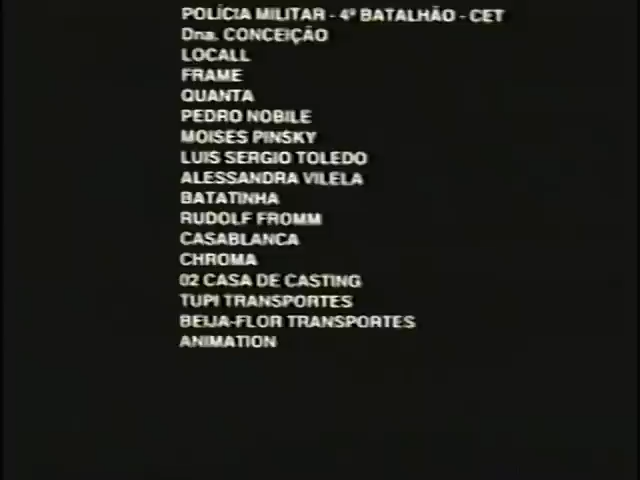 POLÍCIA MILITAR - 4º BATALHÃO - CET
Dna. CONCEIÇÃO
LOCALL
FRAME
QUANTA
PEDRO NOBILE
MOISES PINSKY
LUIS SERGIO TOLEDO
ALESSANDRA VILELA
BATATINHA
RUDOLF FROMM
CASABLANCA
CHROMA
02 CASA DE CASTING
TUPI TRANSPORTES
BEIJA-FLOR TRANSPORTES
ANIMATION